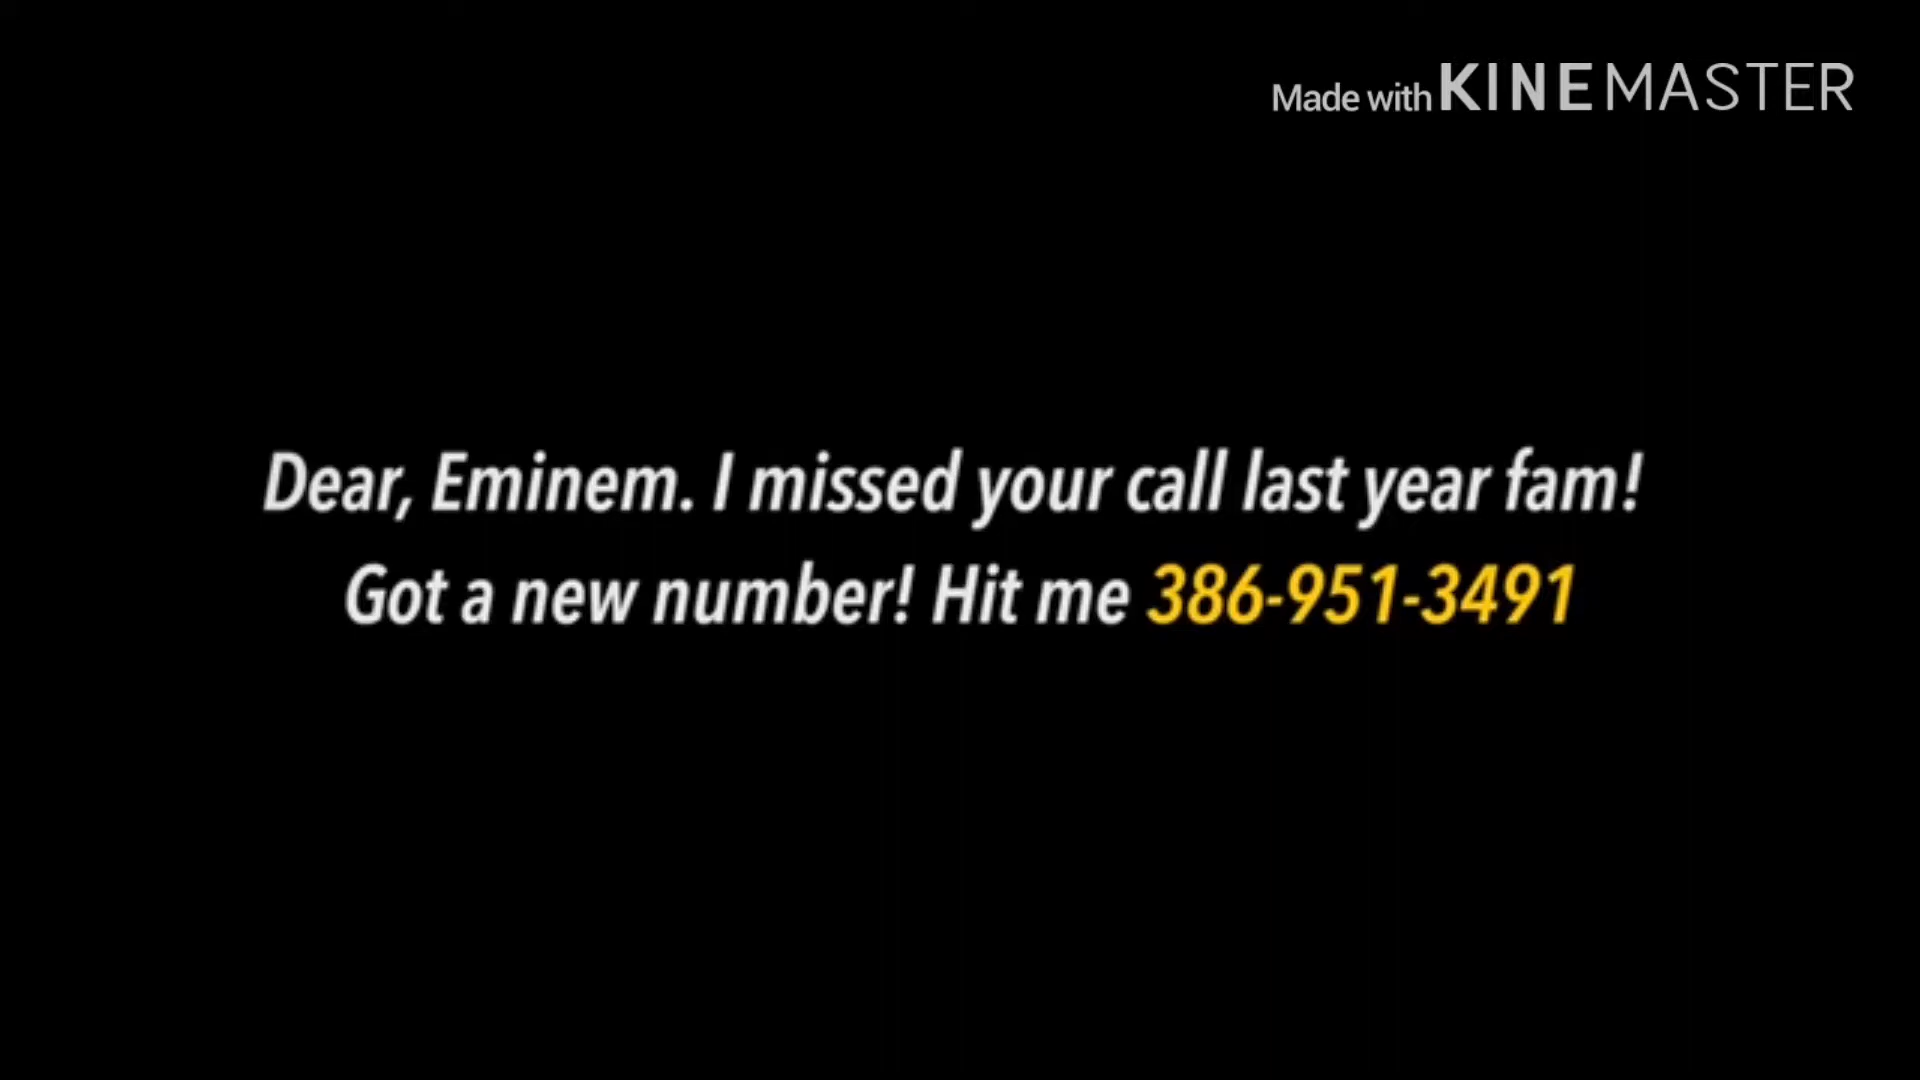 Made with KINEMASTER
Dear, Eminem. I missed your call last year fam!
Got a new number! Hit me 386-951-3491